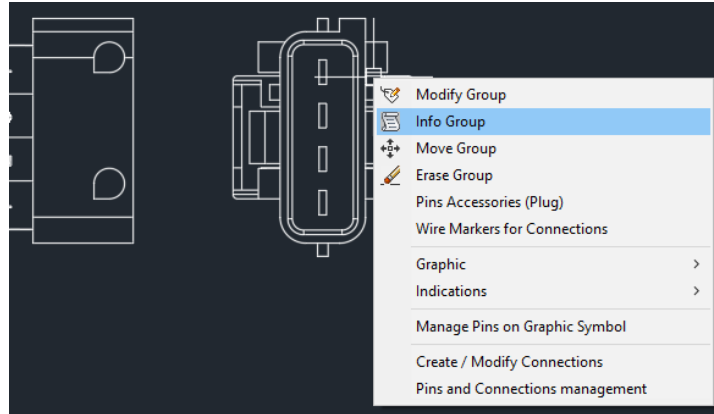 Modify Group
Info Group
Move Group
Erase Group
Pins Accessories (Plug)
Wire Markers for Connections
Graphic
Indications
Manage Pins on Graphic Symbol
Create / Modify Connections
Pins and Connections management